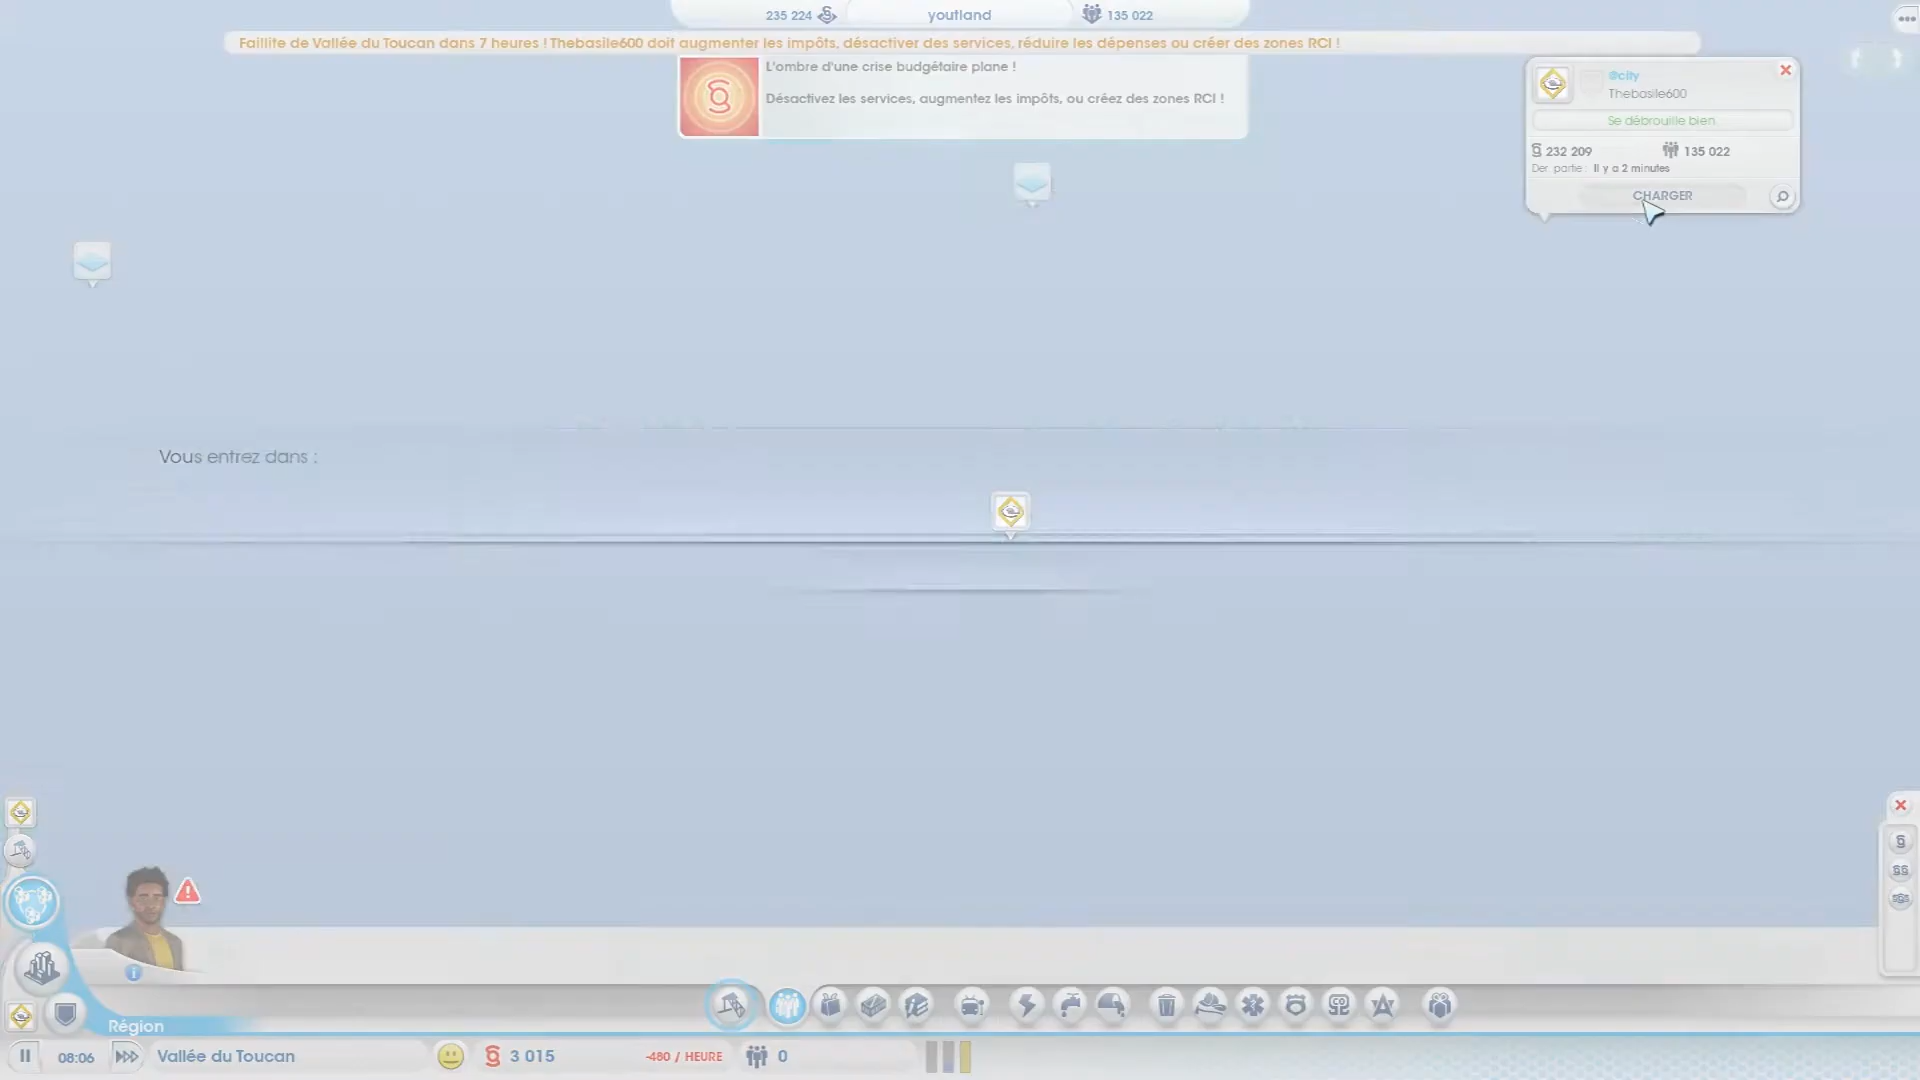 235 224
youtland
135 022
Faillite de Vallée du Toucan dans 7 heures ! Thebasile600 doit augmenter les impôts, désactiver des services, réduire les dépenses ou créer des zones RCI !
L'ombre d'une crise budgétaire plane !
Désactivez les services, augmentez les impôts, ou créez des zones RCI !
@city
Thebasile600
Se débrouille bien
232 209
135 022
Der. partie : Il y a 2 minutes
CHARGER
Vous entrez dans :
Région
08:06
Vallée du Toucan
3 015
-480 / HEURE
0